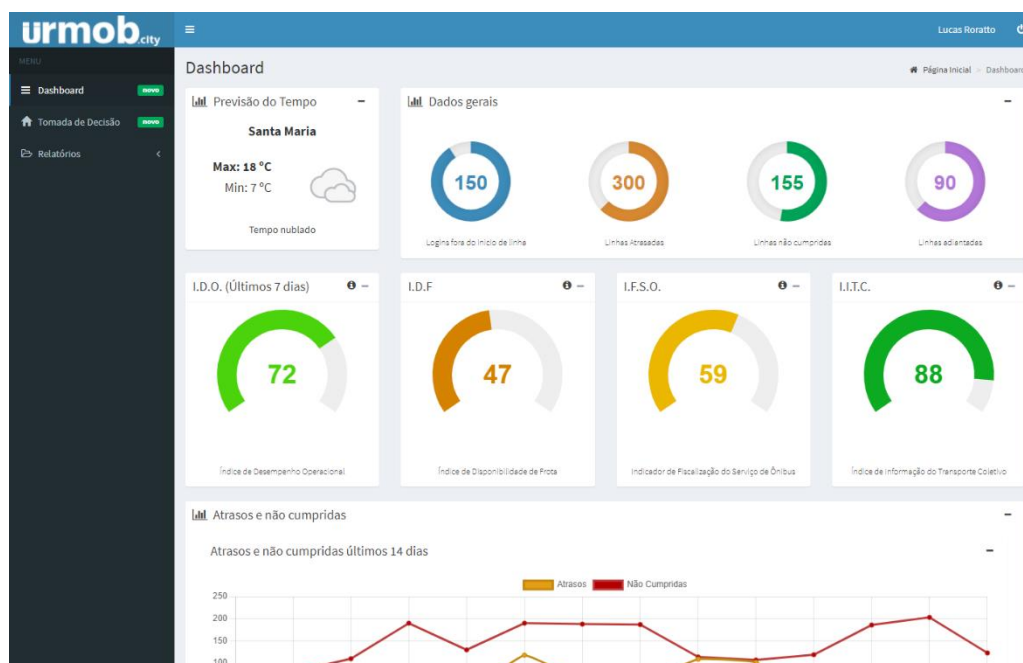 urmob.city
Lucas Roratto
MENU
Dashboard novo
Tomada de Decisão novo
Relatórios
Dashboard
Página Inicial > Dashboard
Previsão do Tempo
Santa Maria
Max: 18 °C
Min: 7 °C
Tempo nublado
Dados gerais
150
300
155
90
Logins fora do início de linha
Linhas Atrasadas
Linhas não cumpridas
Linhas adiantadas
I.D.O. (Últimos 7 dias)
72
Índice de Desempenho Operacional
I.D.F
47
Índice de Disponibilidade de Frota
I.F.S.O.
59
Indicador de Fiscalização do Serviço de Ônibus
I.I.T.C.
88
Índice de Informação do Transporte Coletivo
Atrasos e não cumpridas
Atrasos e não cumpridas últimos 14 dias
Atrasos
Não Cumpridas
250
200
150
100